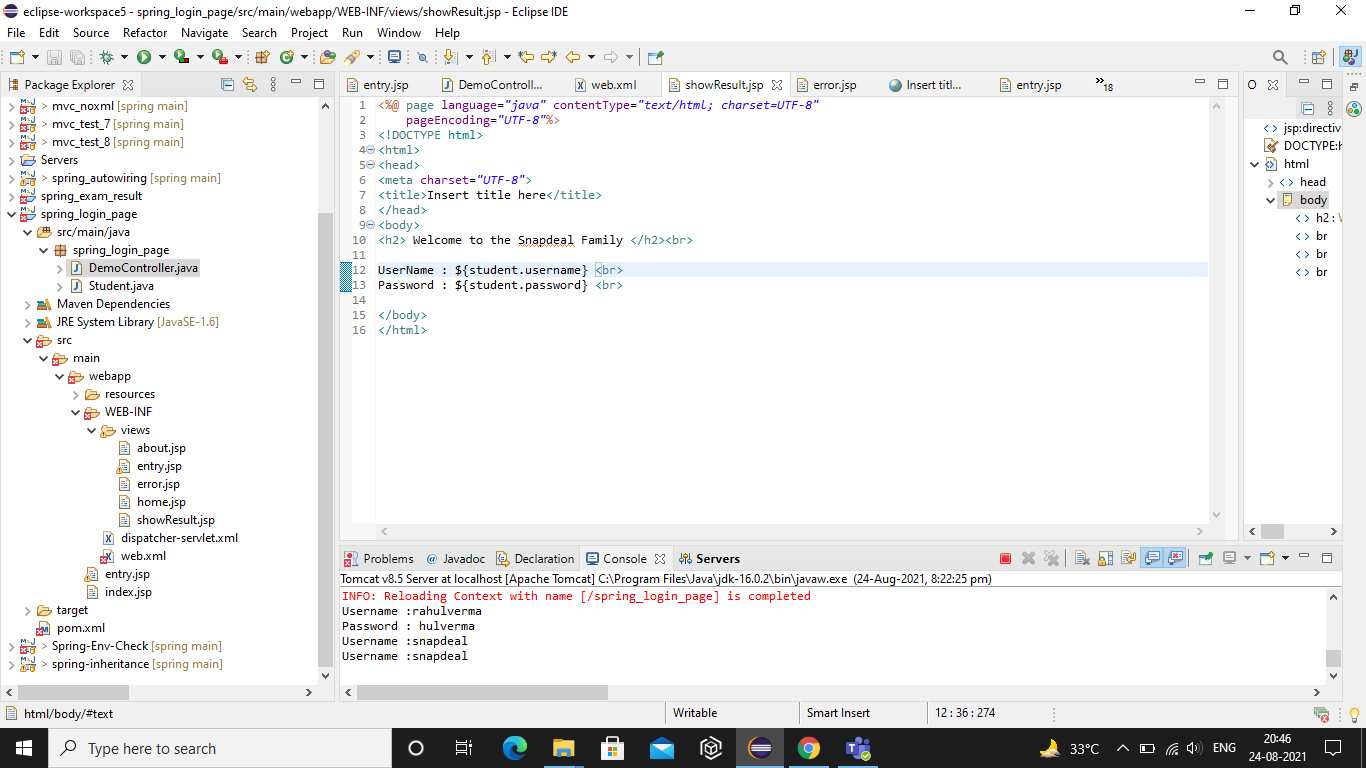 eclipse-workspace5 - spring_login_page/src/main/webapp/WEB-INF/views/showResult.jsp - Eclipse IDE
File Edit Source Refactor Navigate Search Project Run Window Help
Package Explorer
mvc_noxml [spring main]
> mvc_test_7 [spring main]
> mvc_test_8 [spring main]
Servers
> spring_autowiring [spring main]
spring_exam_result
spring_login_page
src/main/java
spring_login_page
DemoController.java
Student.java
Maven Dependencies
JRE System Library [JavaSE-1.6]
src
main
webapp
resources
WEB-INF
views
about.jsp
entry.jsp
error.jsp
home.jsp
showResult.jsp
dispatcher-servlet.xml
web.xml
entry.jsp
index.jsp
target
pom.xml
> Spring-Env-Check [spring main]
> spring-inheritance [spring main]
entry.jsp DemoControll... web.xml showResult.jsp error.jsp Insert titl... entry.jsp »18
1 <%@ page language="java" contentType="text/html; charset=UTF-8"
2 pageEncoding="UTF-8"%>
3 <!DOCTYPE html>
4 <html>
5 <head>
6 <meta charset="UTF-8">
7 <title>Insert title here</title>
8 </head>
9 <body>
10 <h2> Welcome to the Snapdeal Family </h2><br>
11
12 UserName : ${student.username} <br>
13 Password : ${student.password} <br>
14
15 </body>
16 </html>
O
jsp:directiv
DOCTYPE:h
html
head
body
h2 : W
br
br
br
Problems @ Javadoc Declaration Console Servers
Tomcat v8.5 Server at localhost [Apache Tomcat] C:\Program Files\Java\jdk-16.0.2\bin\javaw.exe (24-Aug-2021, 8:22:25 pm)
INFO: Reloading Context with name [/spring_login_page] is completed
Username :rahulverma
Password : hulverma
Username :snapdeal
Username :snapdeal
html/body/#text Writable Smart Insert 12 : 36 : 274
Type here to search 33°C ENG 20:46
24-08-2021